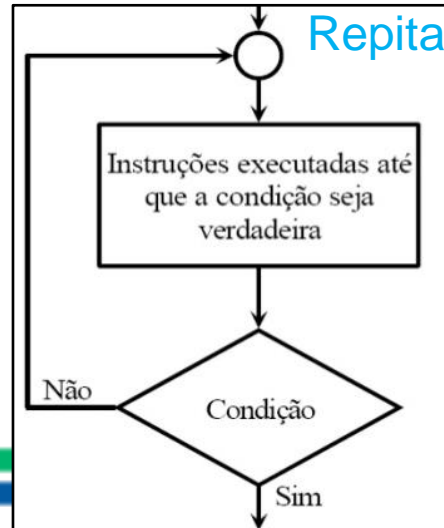 Repita
Instruções executadas até
que a condição seja
verdadeira
Não
Condição
Sim